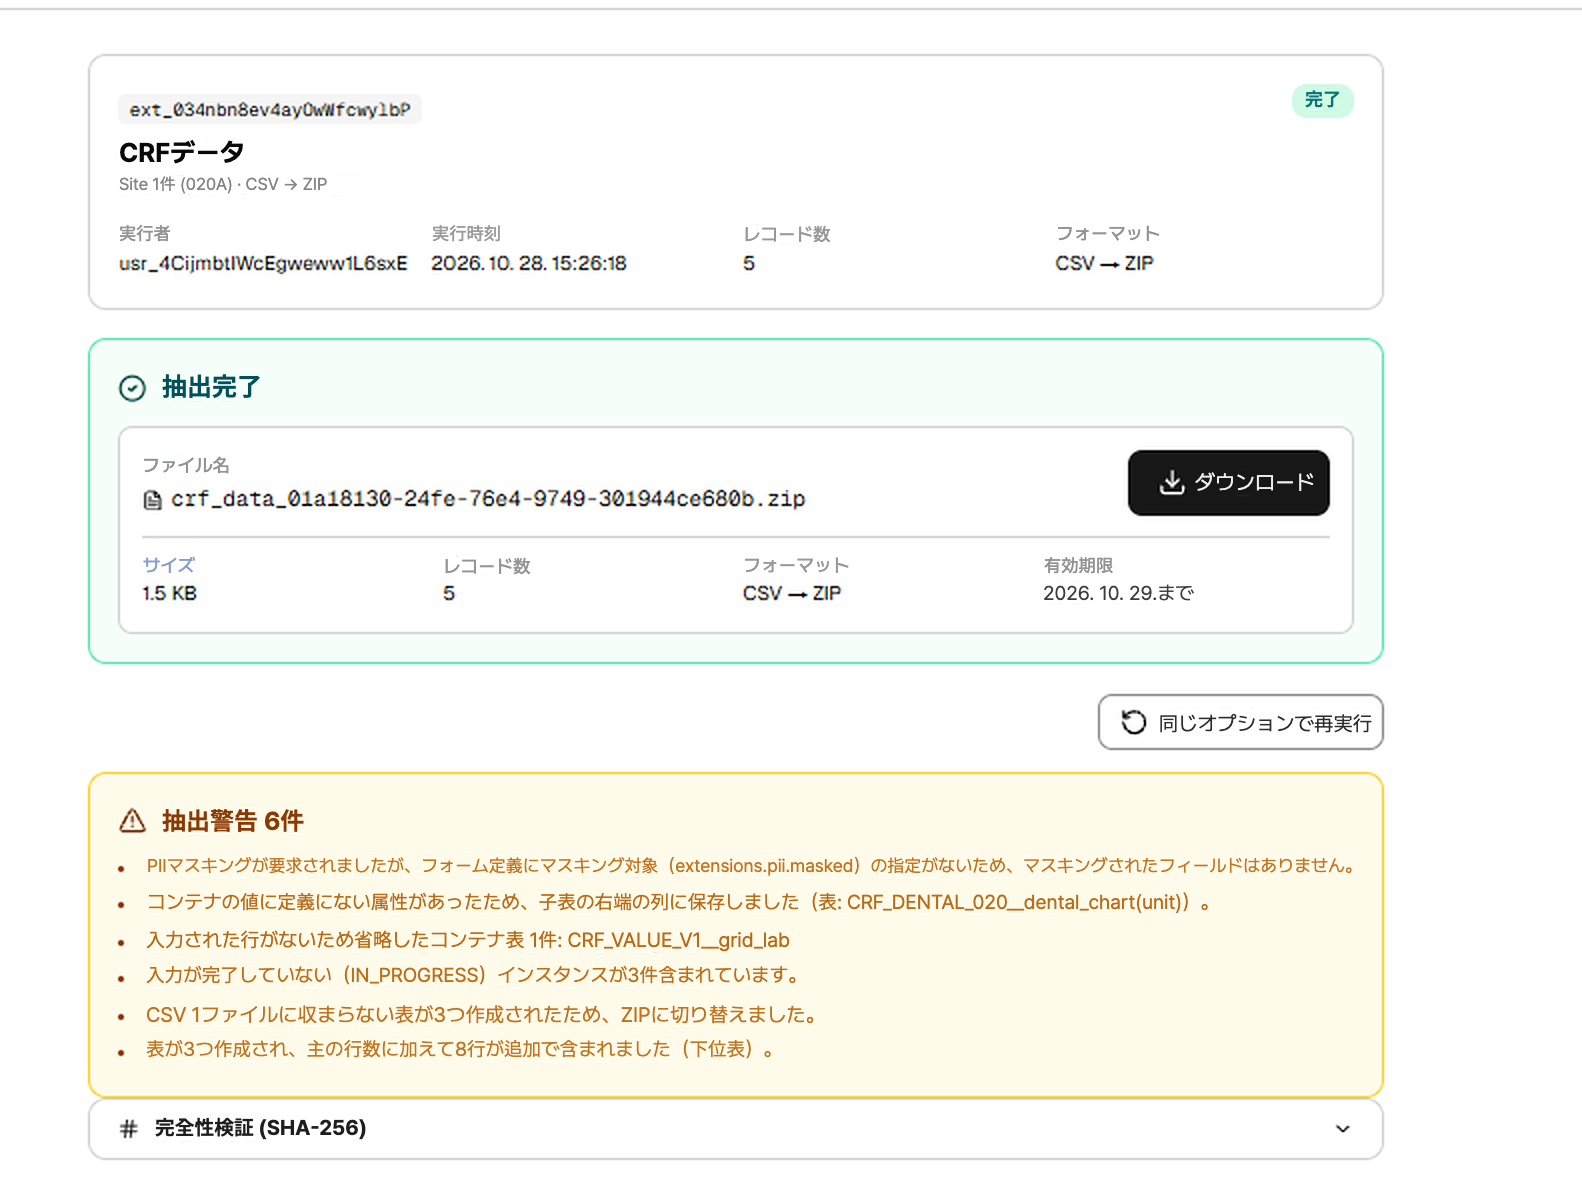 ext_034nbn8ev4ayOwWfcwylbP
完了
CRFデータ
Site 1件 (020A) · CSV → ZIP
実行者
実行時刻
レコード数
フォーマット
usr_4CijmbtIWcEgweww1L6sxE
2026. 10. 28. 15:26:18
5
CSV → ZIP
抽出完了
ファイル名
crf_data_01a18130-24fe-76e4-9749-301944ce680b.zip
ダウンロード
サイズ
レコード数
フォーマット
有効期限
1.5 KB
5
CSV → ZIP
2026. 10. 29.まで
同じオプションで再実行
抽出警告 6件
• PIIマスキングが要求されましたが、フォーム定義にマスキング対象（extensions.pii.masked）の指定がないため、マスキングされたフィールドはありません。
• コンテナの値に定義にない属性があったため、子表の右端の列に保存しました（表: CRF_DENTAL_020__dental_chart(unit)）。
• 入力された行がないため省略したコンテナ表 1件: CRF_VALUE_V1__grid_lab
• 入力が完了していない（IN_PROGRESS）インスタンスが3件含まれています。
• CSV 1ファイルに収まらない表が3つ作成されたため、ZIPに切り替えました。
• 表が3つ作成され、主の行数に加えて8行が追加で含まれました（下位表）。
# 完全性検証 (SHA-256)